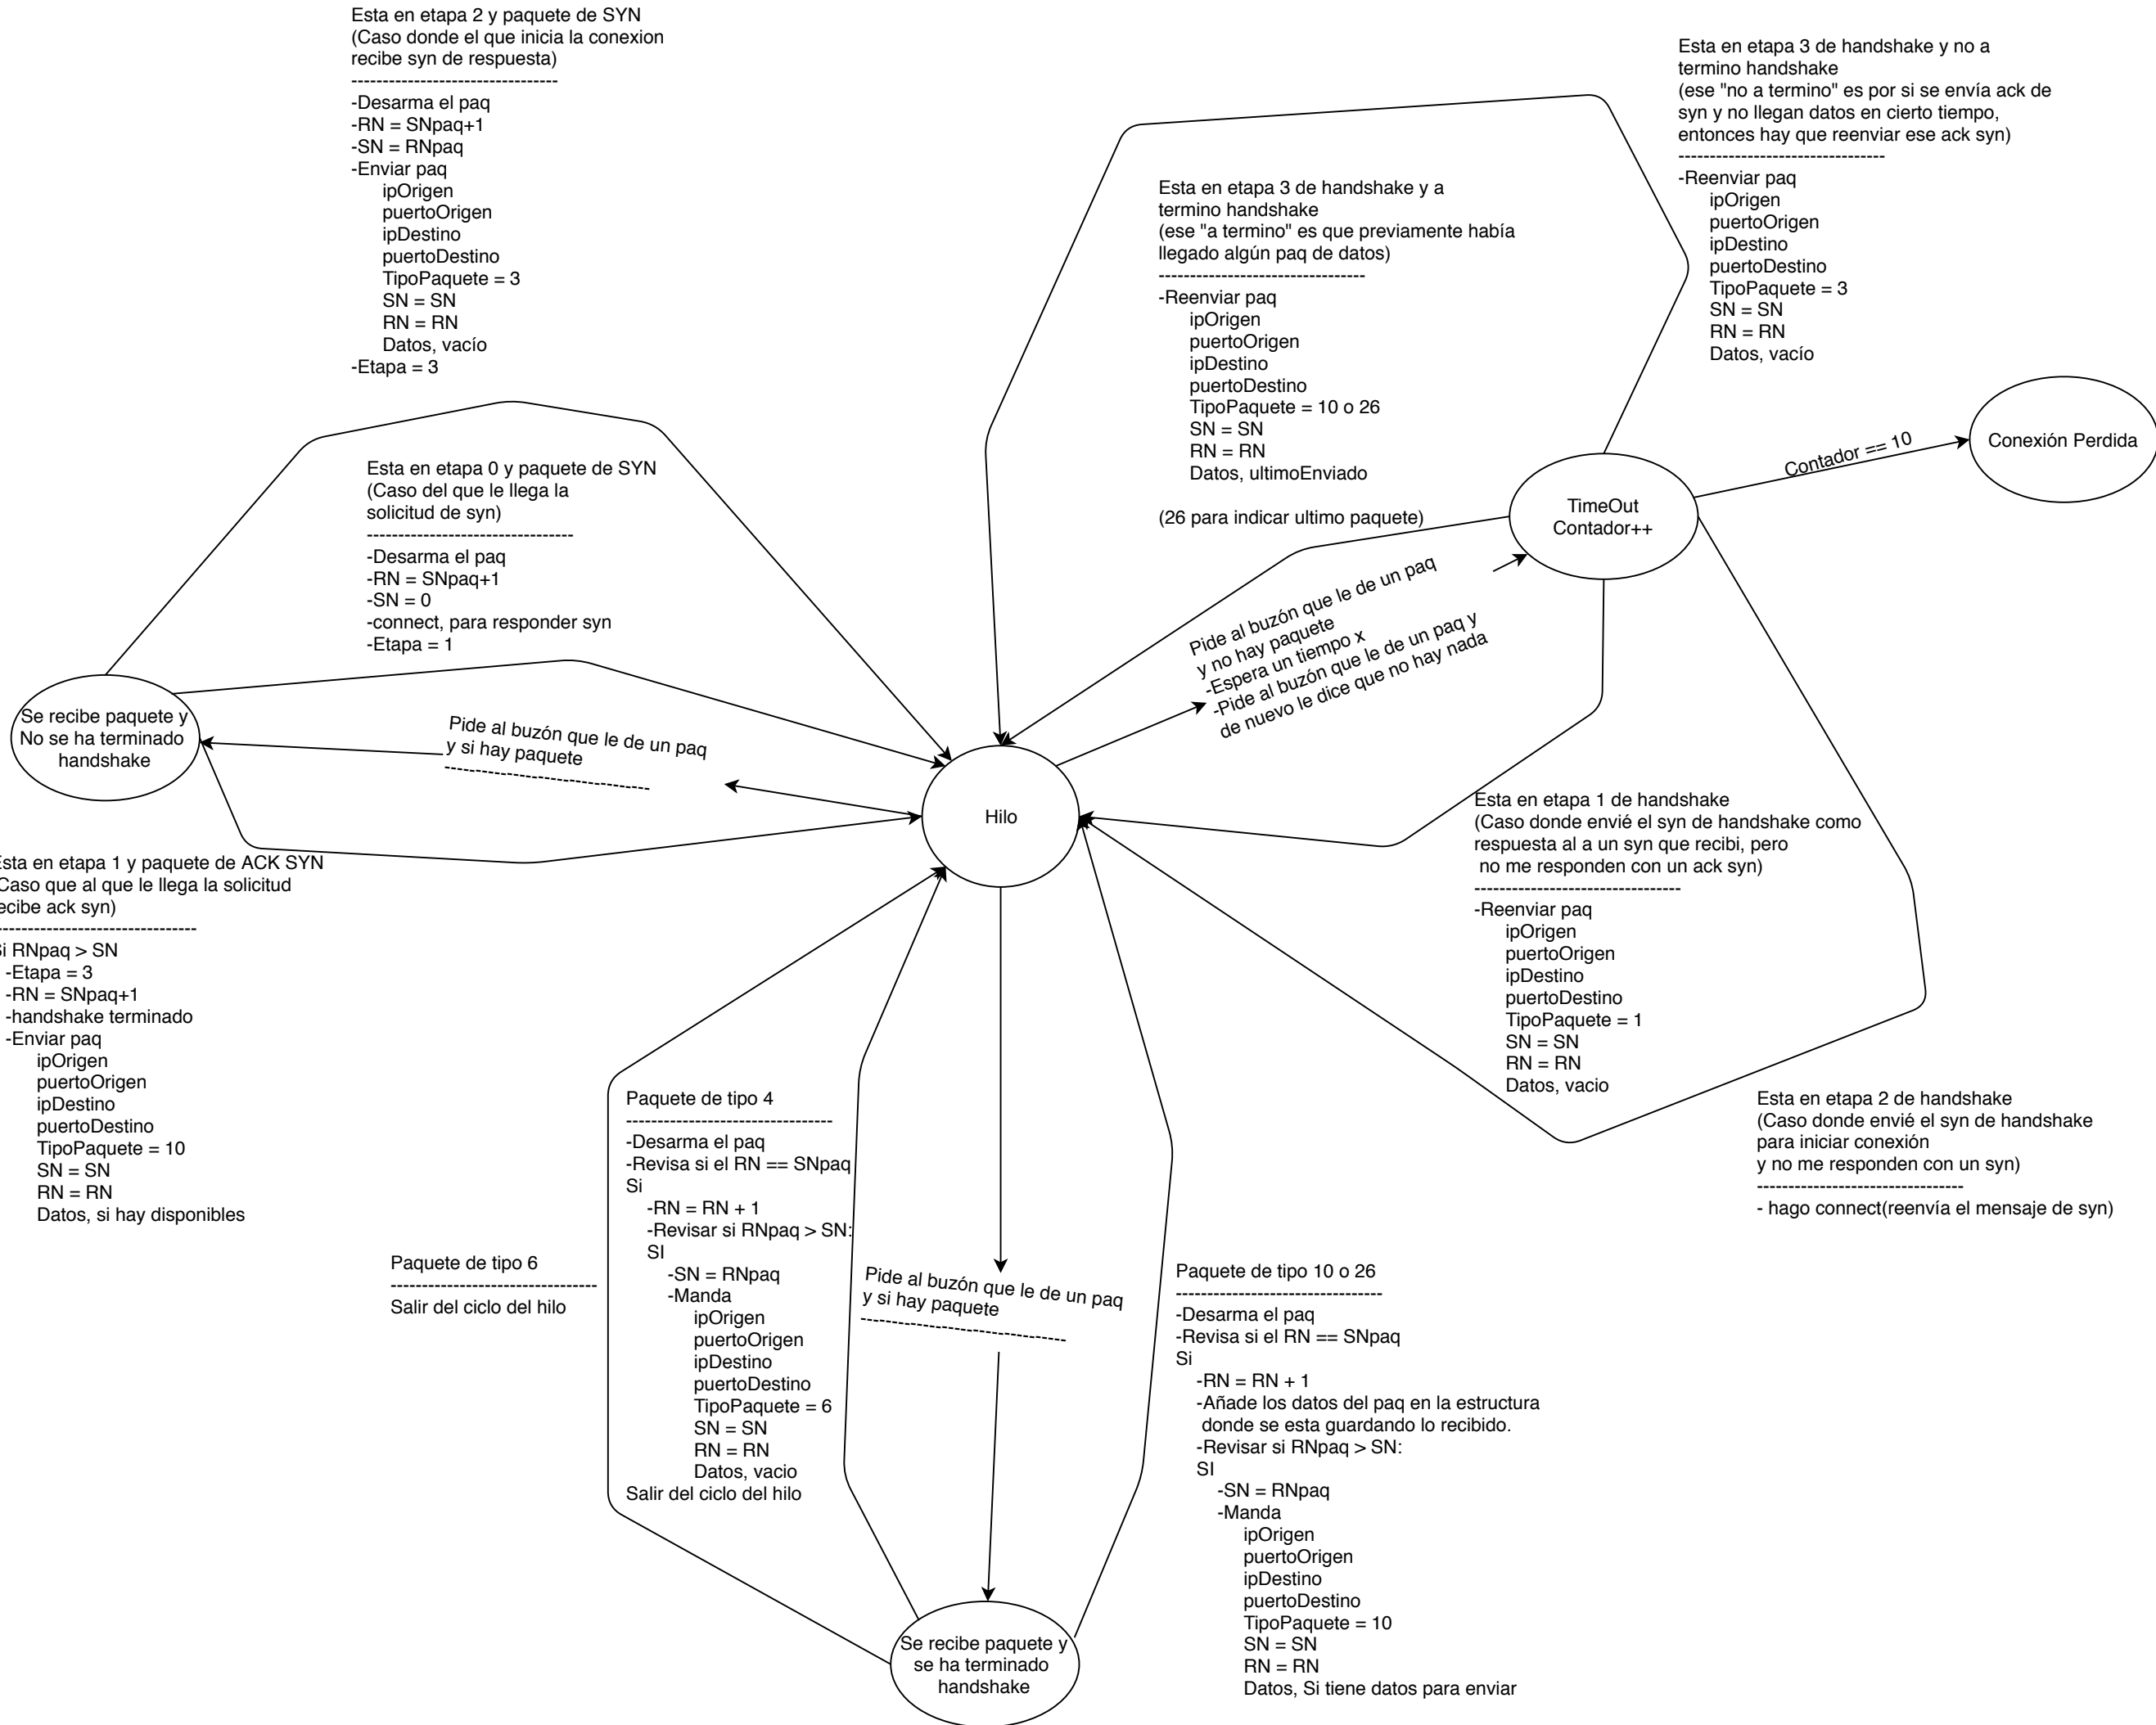 Esta en etapa 2 y paquete de SYN
(Caso donde el que inicia la conexion
recibe syn de respuesta)
---------------------------------
-Desarma el paq
-RN = SNpaq+1
-SN = RNpaq
-Enviar paq
ipOrigen
puertoOrigen
ipDestino
puertoDestino
TipoPaquete = 3
SN = SN
RN = RN
Datos, vacío
-Etapa = 3
Esta en etapa 3 de handshake y no a
termino handshake
(ese "no a termino" es por si se envía ack de
syn y no llegan datos en cierto tiempo,
entonces hay que reenviar ese ack syn)
---------------------------------
-Reenviar paq
ipOrigen
puertoOrigen
ipDestino
puertoDestino
TipoPaquete = 3
SN = SN
RN = RN
Datos, vacío
Esta en etapa 3 de handshake y a
termino handshake
(ese "a termino" es que previamente había
llegado algún paq de datos)
---------------------------------
-Reenviar paq
ipOrigen
puertoOrigen
ipDestino
puertoDestino
TipoPaquete = 10 o 26
SN = SN
RN = RN
Datos, ultimoEnviado
(26 para indicar ultimo paquete)
Contador == 10
Conexión Perdida
TimeOut
Contador++
Esta en etapa 0 y paquete de SYN
(Caso del que le llega la
solicitud de syn)
---------------------------------
-Desarma el paq
-RN = SNpaq+1
-SN = 0
-connect, para responder syn
-Etapa = 1
Pide al buzón que le de un paq
y no hay paquete
-Espera un tiempo x
-Pide al buzón que le de un paq y
de nuevo le dice que no hay nada
Se recibe paquete y
No se ha terminado
handshake
Pide al buzón que le de un paq
y si hay paquete
---------------------------------
Hilo
Esta en etapa 1 y paquete de ACK SYN
Caso que al que le llega la solicitud
recibe ack syn)
---------------------------------
Si RNpaq > SN
-Etapa = 3
-RN = SNpaq+1
-handshake terminado
-Enviar paq
ipOrigen
puertoOrigen
ipDestino
puertoDestino
TipoPaquete = 10
SN = SN
RN = RN
Datos, si hay disponibles
Esta en etapa 1 de handshake
(Caso donde envié el syn de handshake como
respuesta al a un syn que recibi, pero
no me responden con un ack syn)
---------------------------------
-Reenviar paq
ipOrigen
puertoOrigen
ipDestino
puertoDestino
TipoPaquete = 1
SN = SN
RN = RN
Datos, vacio
Esta en etapa 2 de handshake
(Caso donde envié el syn de handshake
para iniciar conexión
y no me responden con un syn)
---------------------------------
- hago connect(reenvía el mensaje de syn)
Paquete de tipo 6
---------------------------------
Salir del ciclo del hilo
Paquete de tipo 4
---------------------------------
-Desarma el paq
-Revisa si el RN == SNpaq
Si
-RN = RN + 1
-Revisar si RNpaq > SN:
SI
-SN = RNpaq
-Manda
ipOrigen
puertoOrigen
ipDestino
puertoDestino
TipoPaquete = 6
SN = SN
RN = RN
Datos, vacio
Salir del ciclo del hilo
Pide al buzón que le de un paq
y si hay paquete
---------------------------------
Paquete de tipo 10 o 26
---------------------------------
-Desarma el paq
-Revisa si el RN == SNpaq
Si
-RN = RN + 1
-Añade los datos del paq en la estructura
donde se esta guardando lo recibido.
-Revisar si RNpaq > SN:
SI
-SN = RNpaq
-Manda
ipOrigen
puertoOrigen
ipDestino
puertoDestino
TipoPaquete = 10
SN = SN
RN = RN
Datos, Si tiene datos para enviar
Se recibe paquete y
se ha terminado
handshake